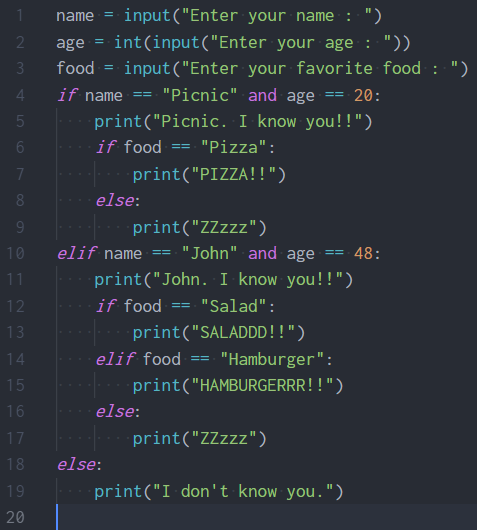 1 name = input("Enter your name : ")
2 age = int(input("Enter your age : "))
3 food = input("Enter your favorite food : ")
4 if name == "Picnic" and age == 20:
5     print("Picnic. I know you!!")
6     if food == "Pizza":
7         print("PIZZA!!")
8     else:
9         print("ZZzzz")
10 elif name == "John" and age == 48:
11     print("John. I know you!!")
12     if food == "Salad":
13         print("SALADDD!!")
14     elif food == "Hamburger":
15         print("HAMBURGERRR!!")
16     else:
17         print("ZZzzz")
18 else:
19     print("I don't know you.")
20